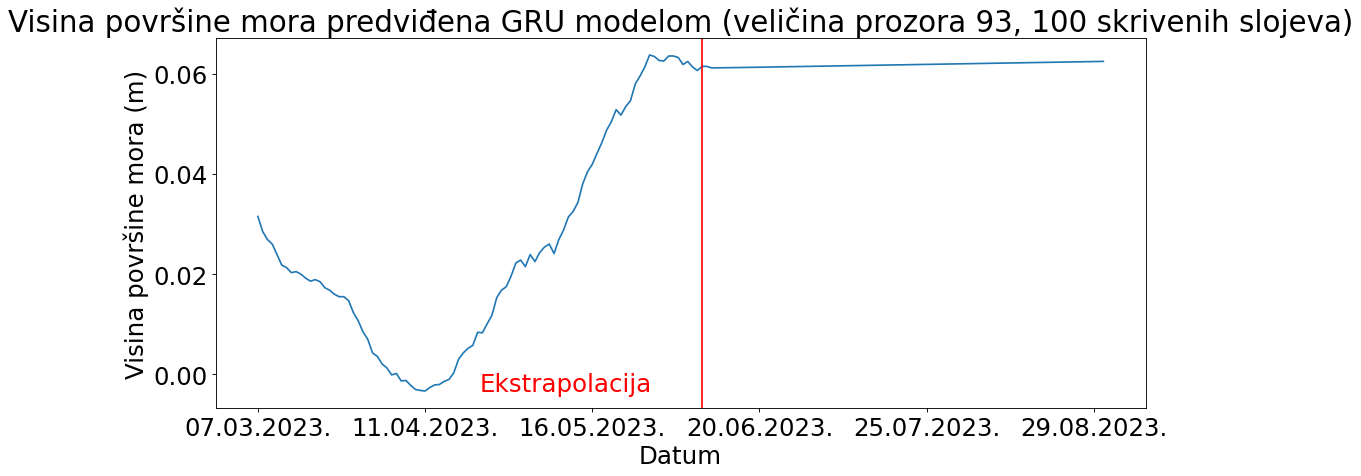 Visina površine mora predviđena GRU modelom (veličina prozora 93, 100 skrivenih slojeva)
Visina površine mora (m)
0.06
0.04
0.02
0.00
Ekstrapolacija
07.03.2023. 11.04.2023. 16.05.2023. 20.06.2023. 25.07.2023. 29.08.2023.
Datum